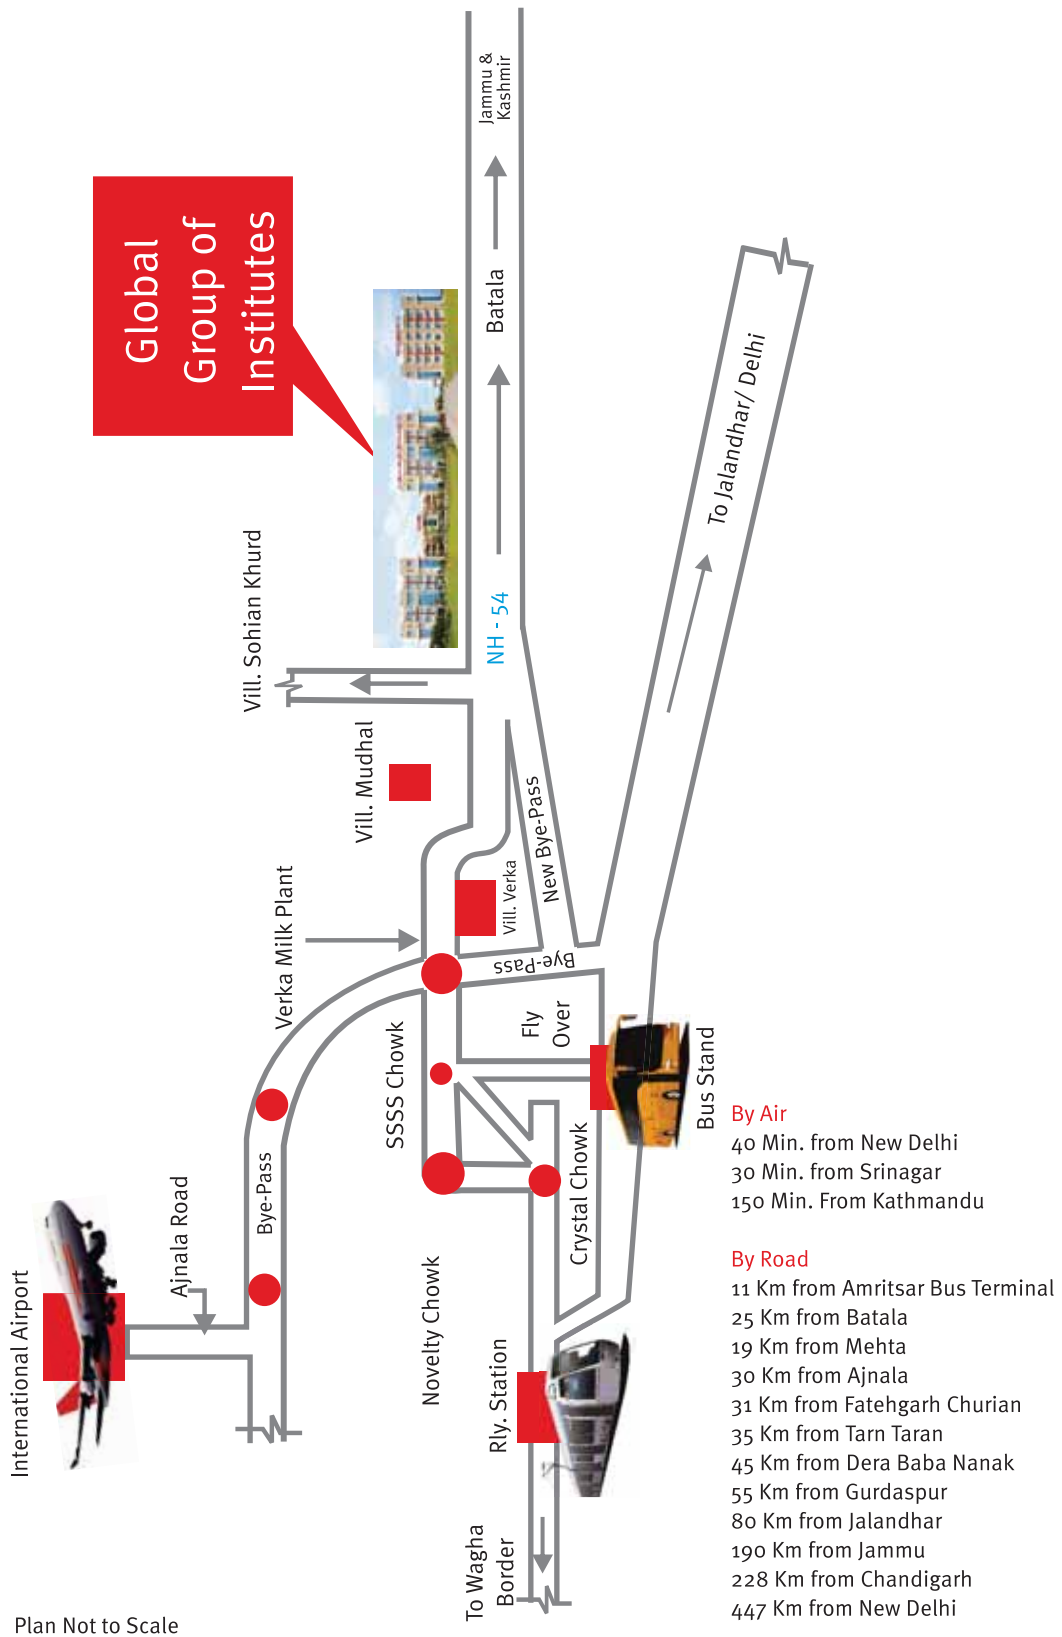 Jammu &
Kashmir
Batala
Global
Group of
Institutes
To Jalandhar/ Delhi
NH - 54
Vill. Sohian Khurd
Vill. Mudhal
New Bye-Pass
Vill. Verka
Verka Milk Plant
Bye-Pass
Fly
Over
SSSS Chowk
Bus Stand
Crystal Chowk
Bye-Pass
Ajnala Road
International Airport
Novelty Chowk
Rly. Station
To Wagha
Border
Plan Not to Scale
By Air
40 Min. from New Delhi
30 Min. from Srinagar
150 Min. From Kathmandu
By Road
11 Km from Amritsar Bus Terminal
25 Km from Batala
19 Km from Mehta
30 Km from Ajnala
31 Km from Fatehgarh Churian
35 Km from Tarn Taran
45 Km from Dera Baba Nanak
55 Km from Gurdaspur
80 Km from Jalandhar
190 Km from Jammu
228 Km from Chandigarh
447 Km from New Delhi